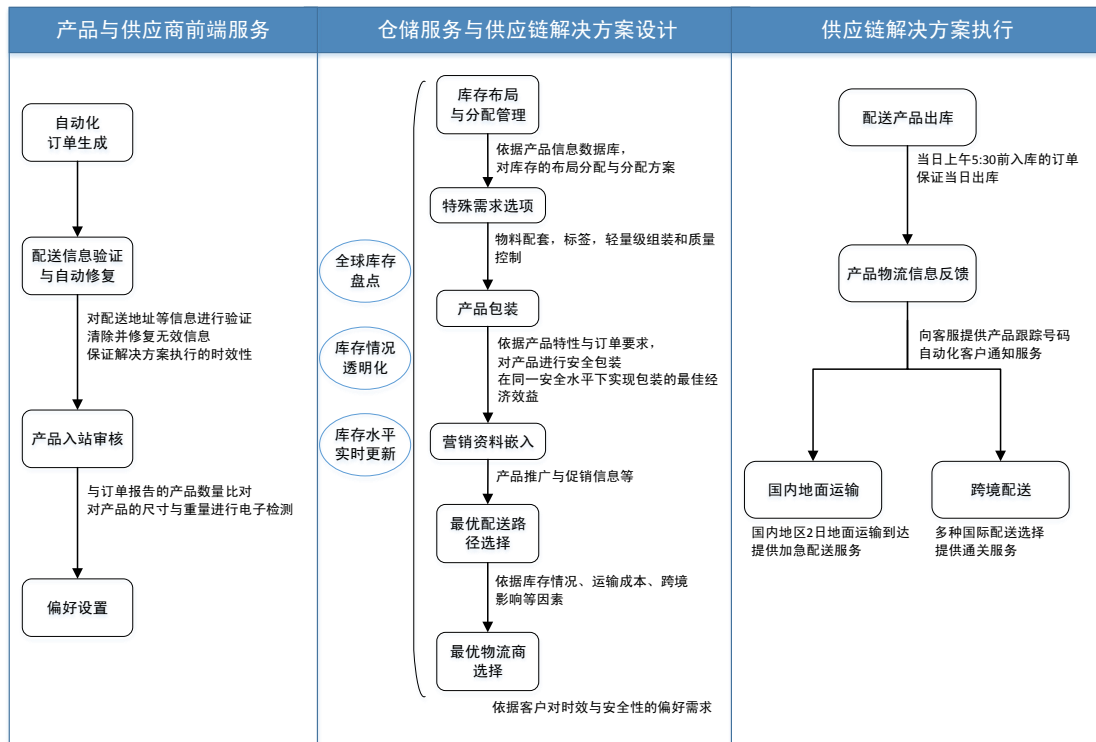 产品与供应商前端服务
自动化
订单生成
配送信息验证
与自动修复
对配送地址等信息进行验证
清除并修复无效信息
保证解决方案执行的时效性
产品入站审核
与订单报告的产品数量比对
对产品的尺寸与重量进行电子检测
偏好设置
仓储服务与供应链解决方案设计
全球库存
盘点
库存情况
透明化
库存水平
实时更新
库存布局
与分配管理
依据产品信息数据库，
对库存的布局分配与分配方案
特殊需求选项
物料配套，标签，轻量级组装和质量
控制
产品包装
依据产品特性与订单要求，
对产品进行安全包装
在同一安全水平下实现包装的最佳经
济效益
营销资料嵌入
产品推广与促销信息等
最优配送路
径选择
依据库存情况、运输成本、跨境
影响等因素
最优物流商
选择
依据客户对时效与安全性的偏好需求
供应链解决方案执行
配送产品出库
当日上午5:30前入库的订单
保证当日出库
产品物流信息反馈
向客服提供产品跟踪号码
自动化客户通知服务
国内地面运输
国内地区2日地面运输到达
提供加急配送服务
跨境配送
多种国际配送选择
提供通关服务